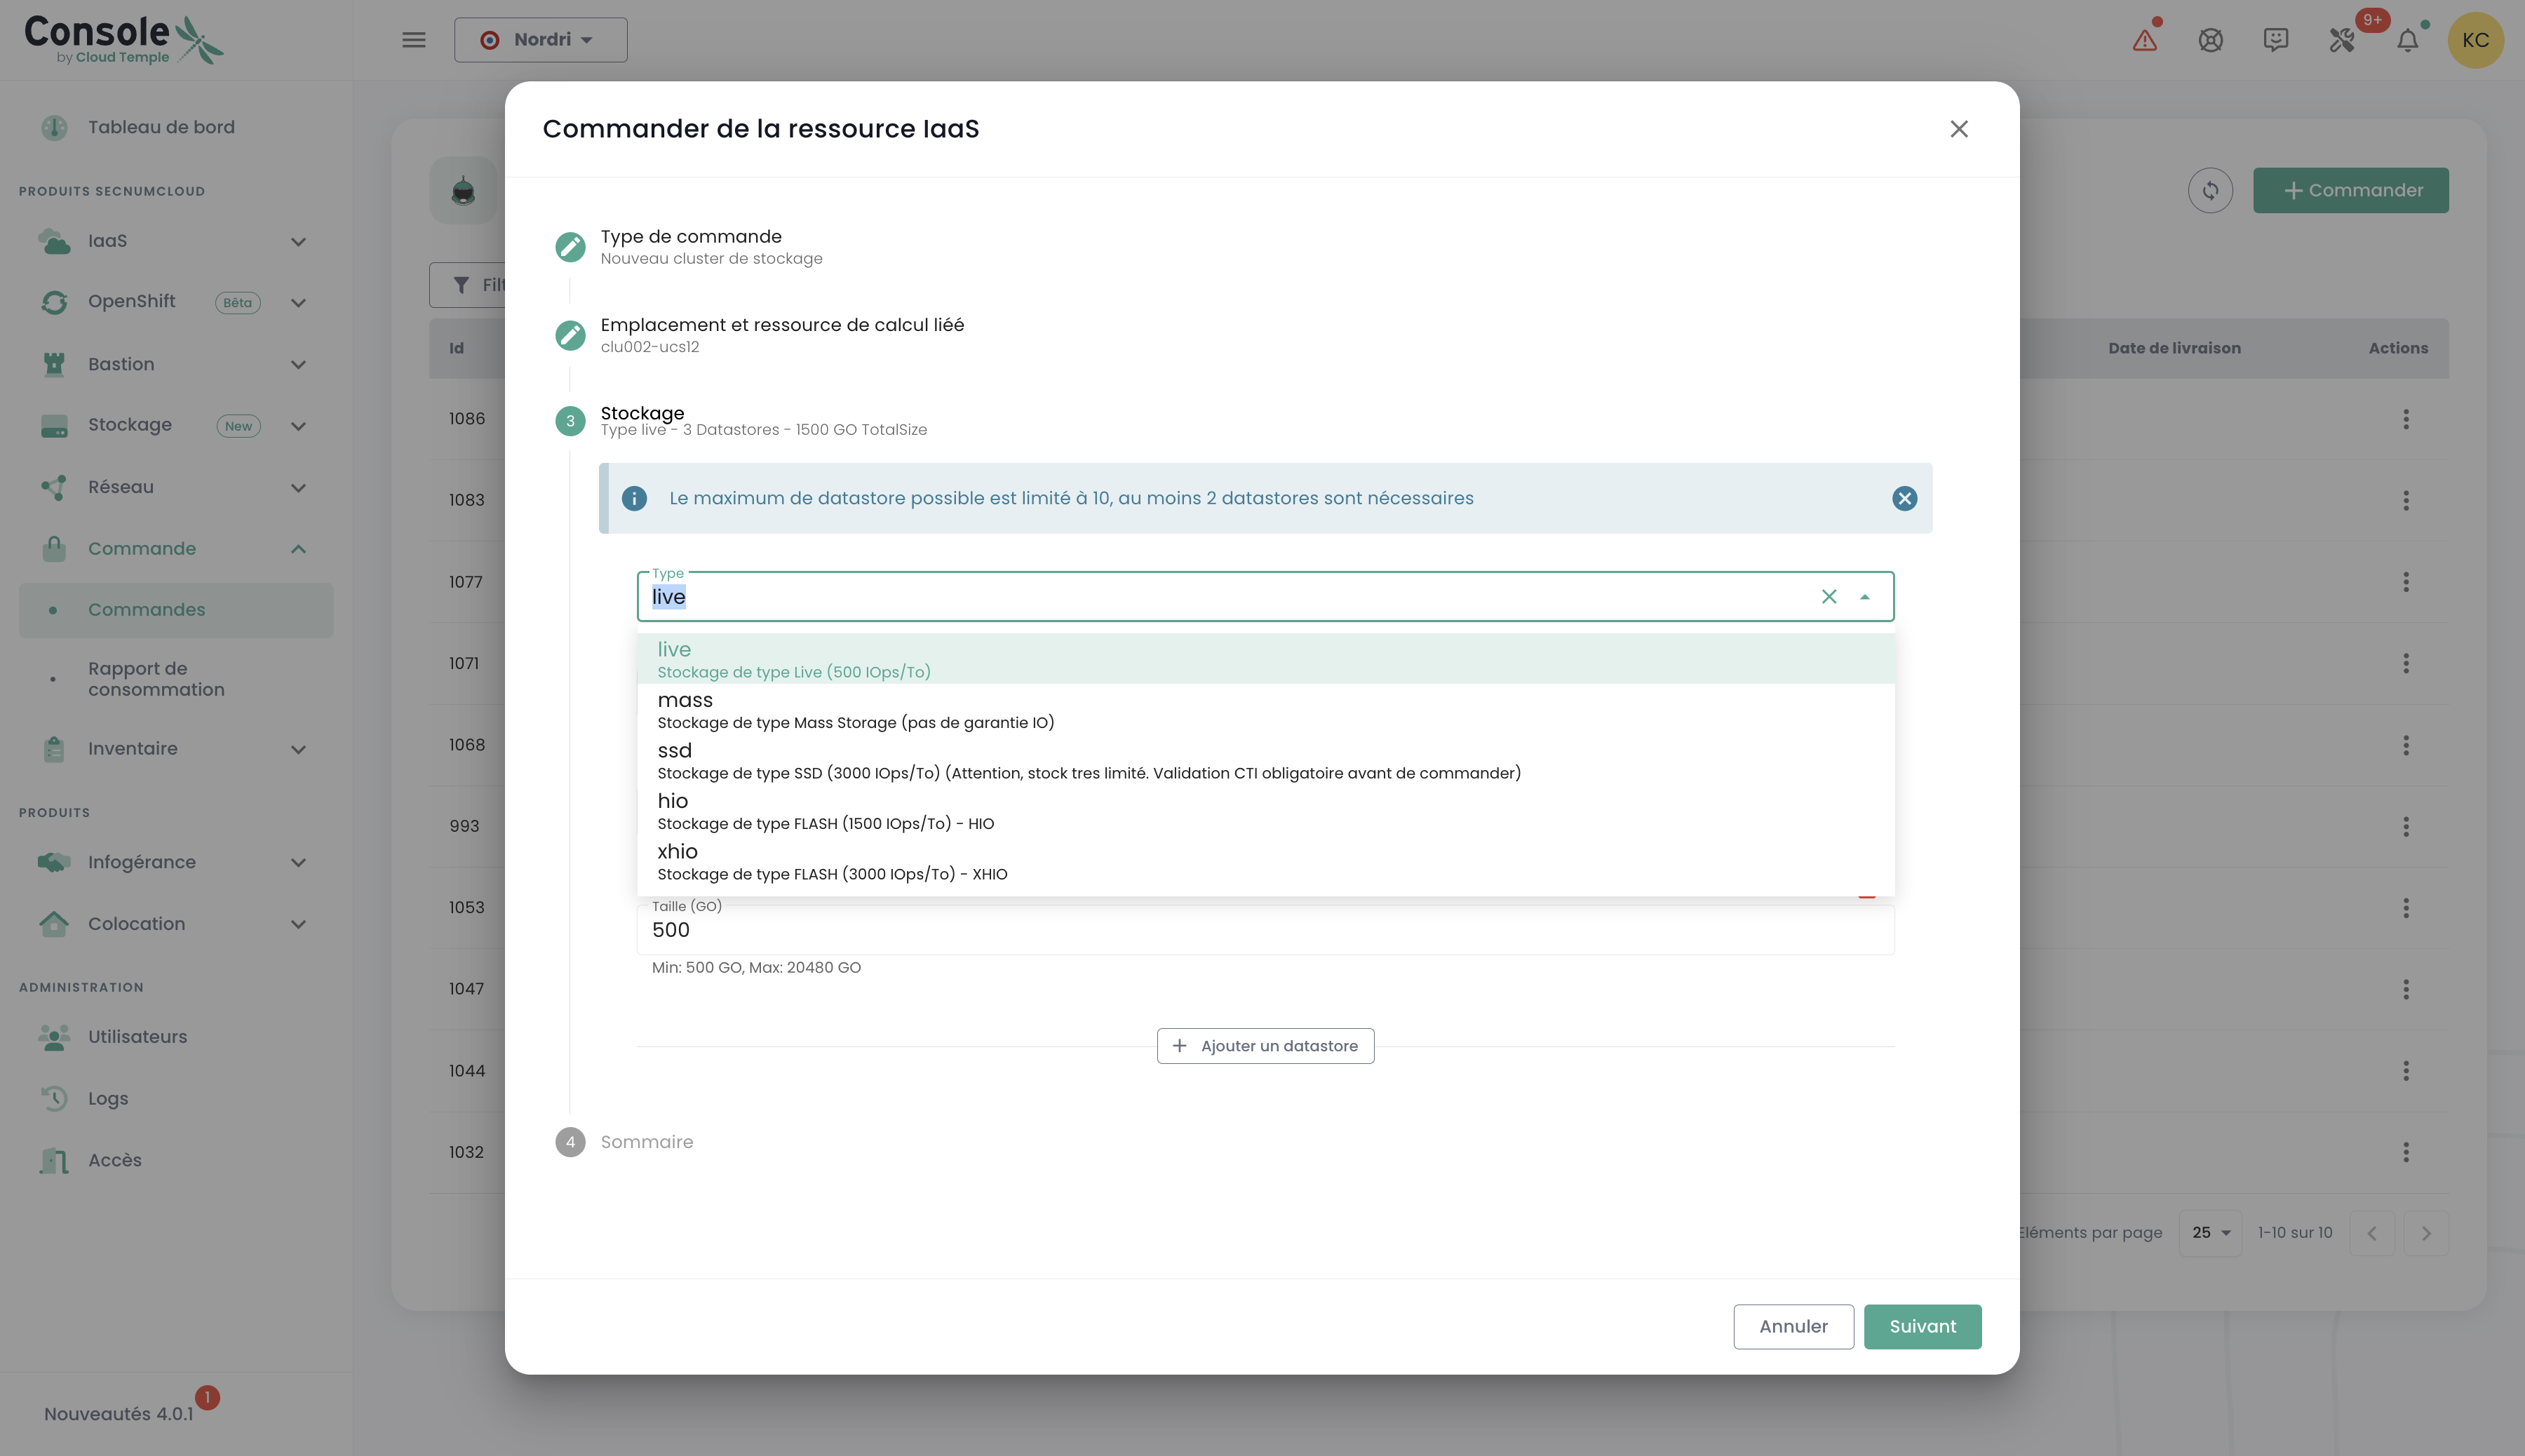 Console
by Cloud Temple
Nordri
9+
KC
Tableau de bord
PRODUITS SECNUMCLOUD
IaaS
OpenShift Bêta
Bastion
Stockage New
Réseau
Commande
Commandes
Rapport de
consommation
Inventaire
PRODUITS
Infogérance
Colocation
ADMINISTRATION
Utilisateurs
Logs
Accès
Nouveautés 4.0.1
1
Commander
Id
Date de livraison
Actions
1086
1083
1077
1071
1068
993
1053
1047
1044
1032
Eléments par page
25
1-10 sur 10
Commander de la ressource IaaS
Type de commande
Nouveau cluster de stockage
Emplacement et ressource de calcul liéé
clu002-ucs12
3
Stockage
Type live - 3 Datastores - 1500 GO TotalSize
Le maximum de datastore possible est limité à 10, au moins 2 datastores sont nécessaires
Type
live
live
Stockage de type Live (500 IOps/To)
mass
Stockage de type Mass Storage (pas de garantie IO)
ssd
Stockage de type SSD (3000 IOps/To) (Attention, stock tres limité. Validation CTI obligatoire avant de commander)
hio
Stockage de type FLASH (1500 IOps/To) - HIO
xhio
Stockage de type FLASH (3000 IOps/To) - XHIO
Taille (GO)
500
Min: 500 GO, Max: 20480 GO
Ajouter un datastore
4
Sommaire
Annuler
Suivant